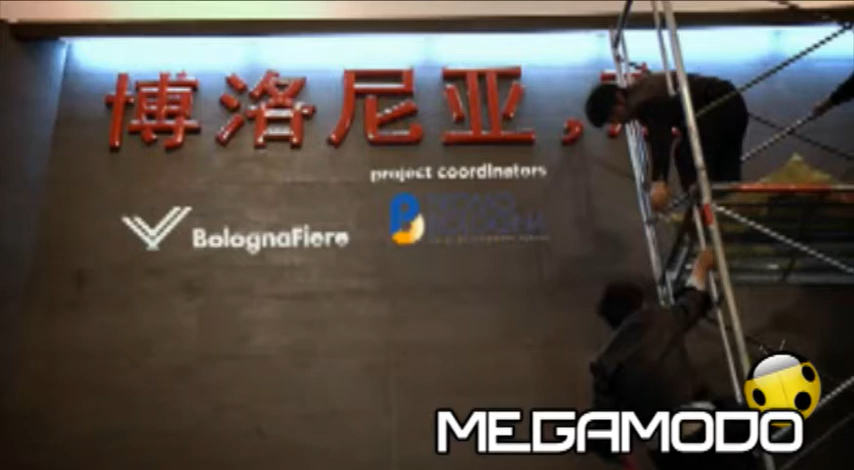 博洛尼亚，
project coordinators
BolognaFiere
MEGAMODO